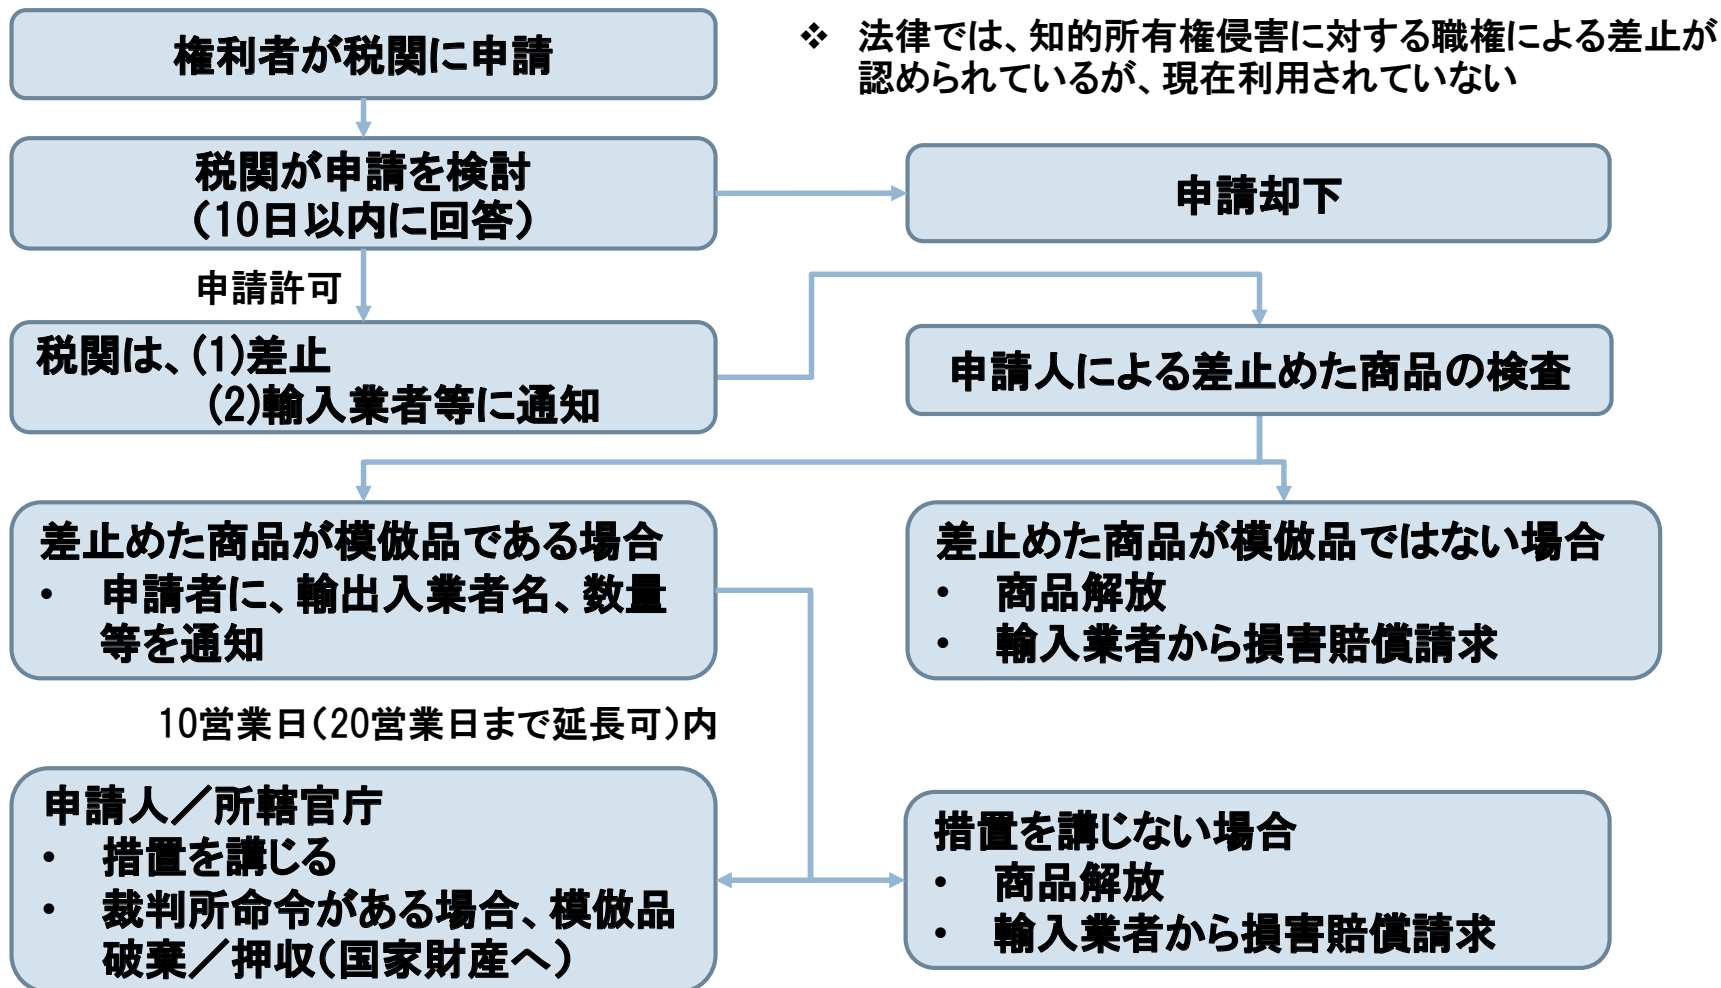 権利者が税関に申請
❖ 法律では、知的所有権侵害に対する職権による差止が
認められているが、現在利用されていない
税関が申請を検討
(10日以内に回答)
申請却下
申請許可
税関は、(1)差止
(2)輸入業者等に通知
申請人による差止めた商品の検査
差止めた商品が模倣品である場合
• 申請者に、輸出入業者名、数量
等を通知
差止めた商品が模倣品ではない場合
• 商品解放
• 輸入業者から損害賠償請求
10営業日(20営業日まで延長可)内
申請人／所轄官庁
• 措置を講じる
• 裁判所命令がある場合、模倣品
破棄／押収(国家財産へ)
措置を講じない場合
• 商品解放
• 輸入業者から損害賠償請求